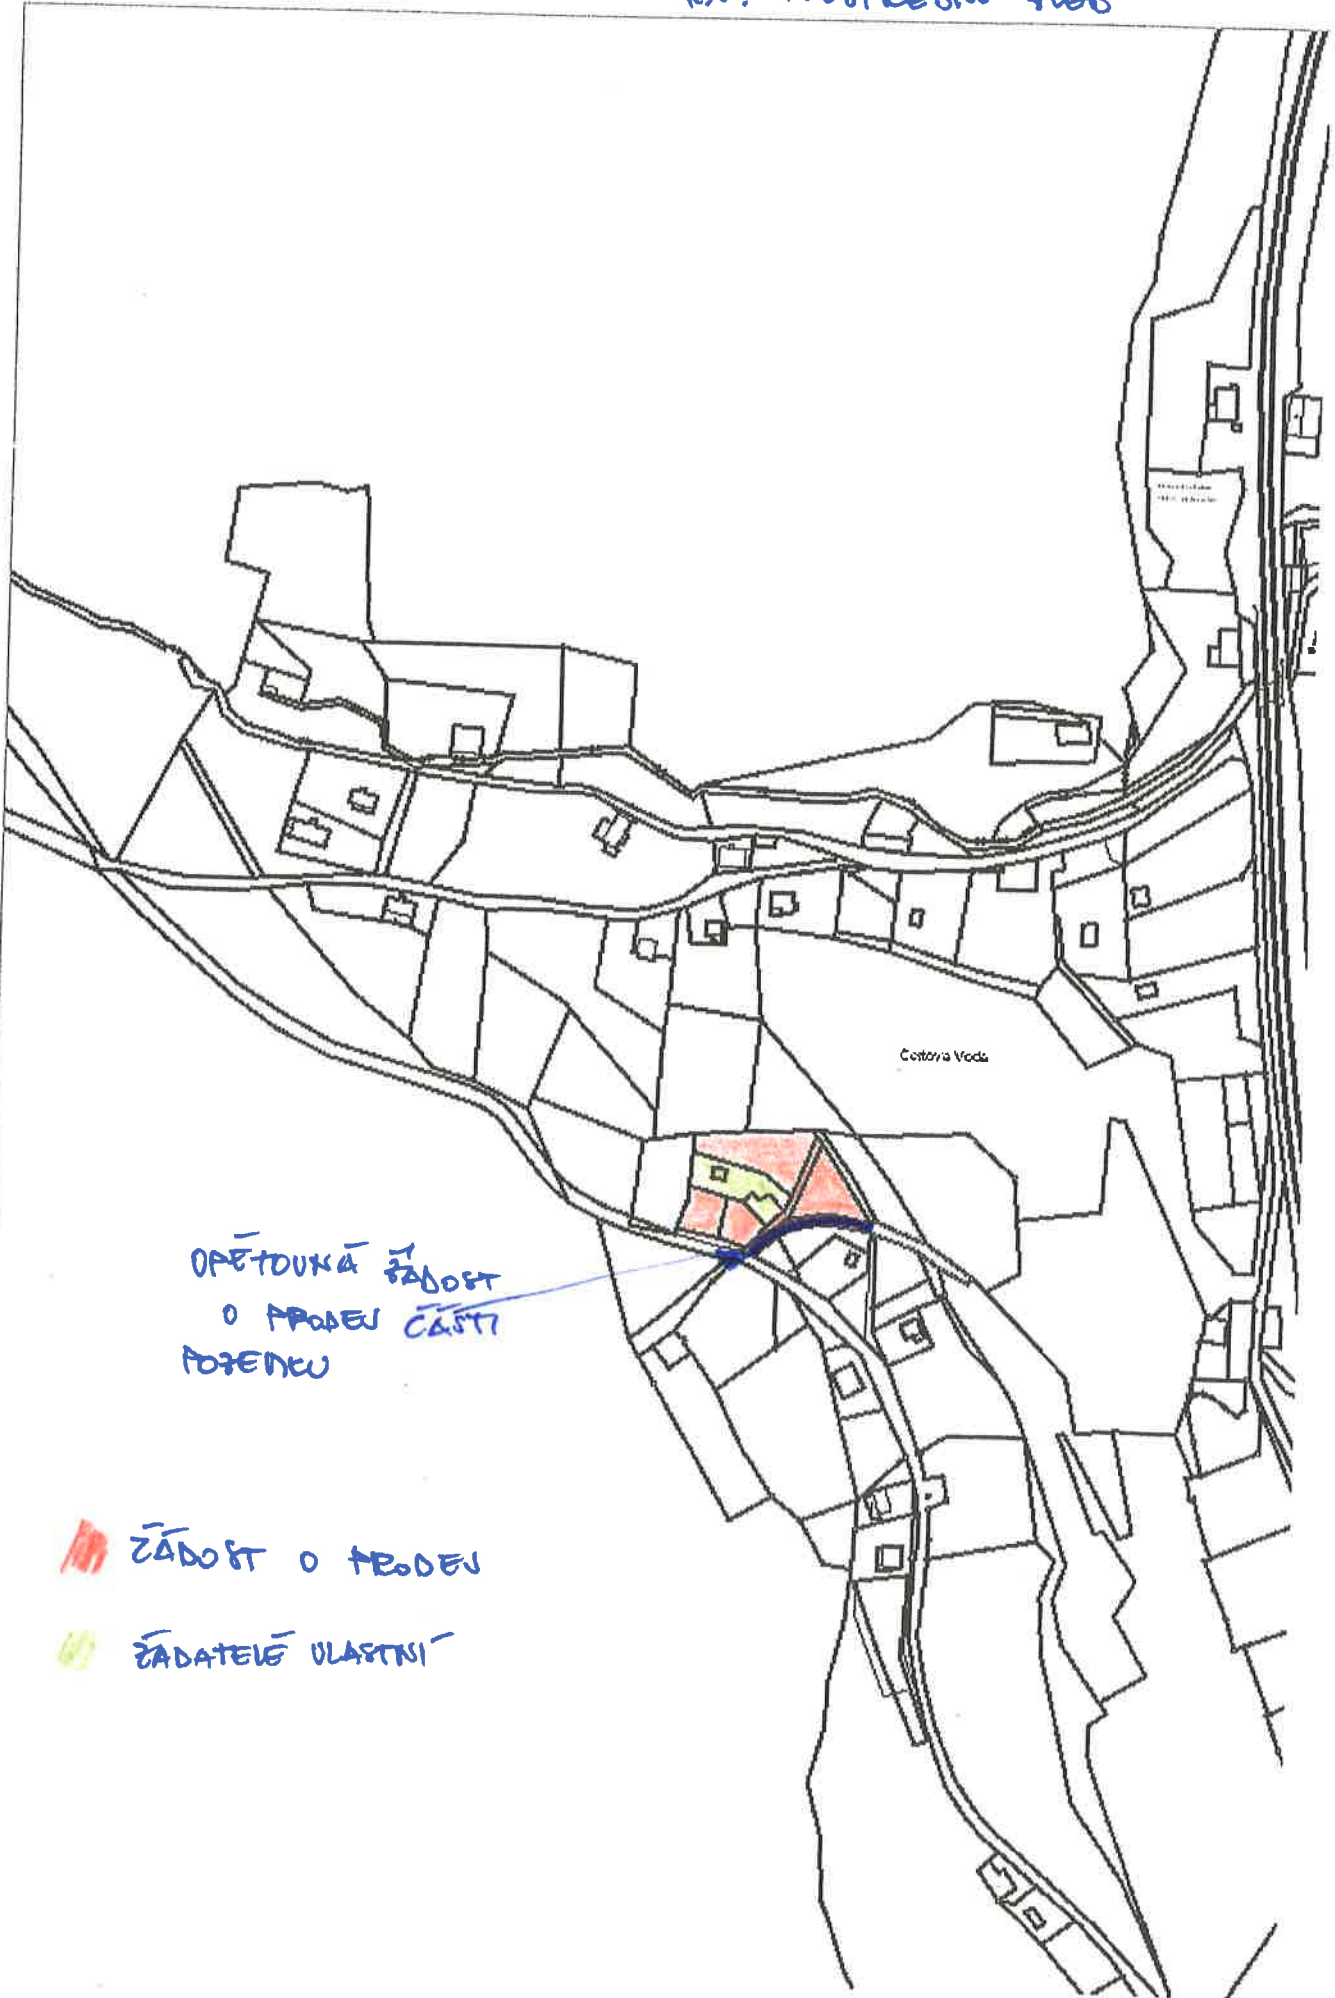 Čertova Voda
OPĚTOVNÁ ŽÁDOST
O PRODEJ ČÁSTI
POZEMKU
ŽÁDOST O PRODEJ
ŽADATELÉ VLASTNÍ